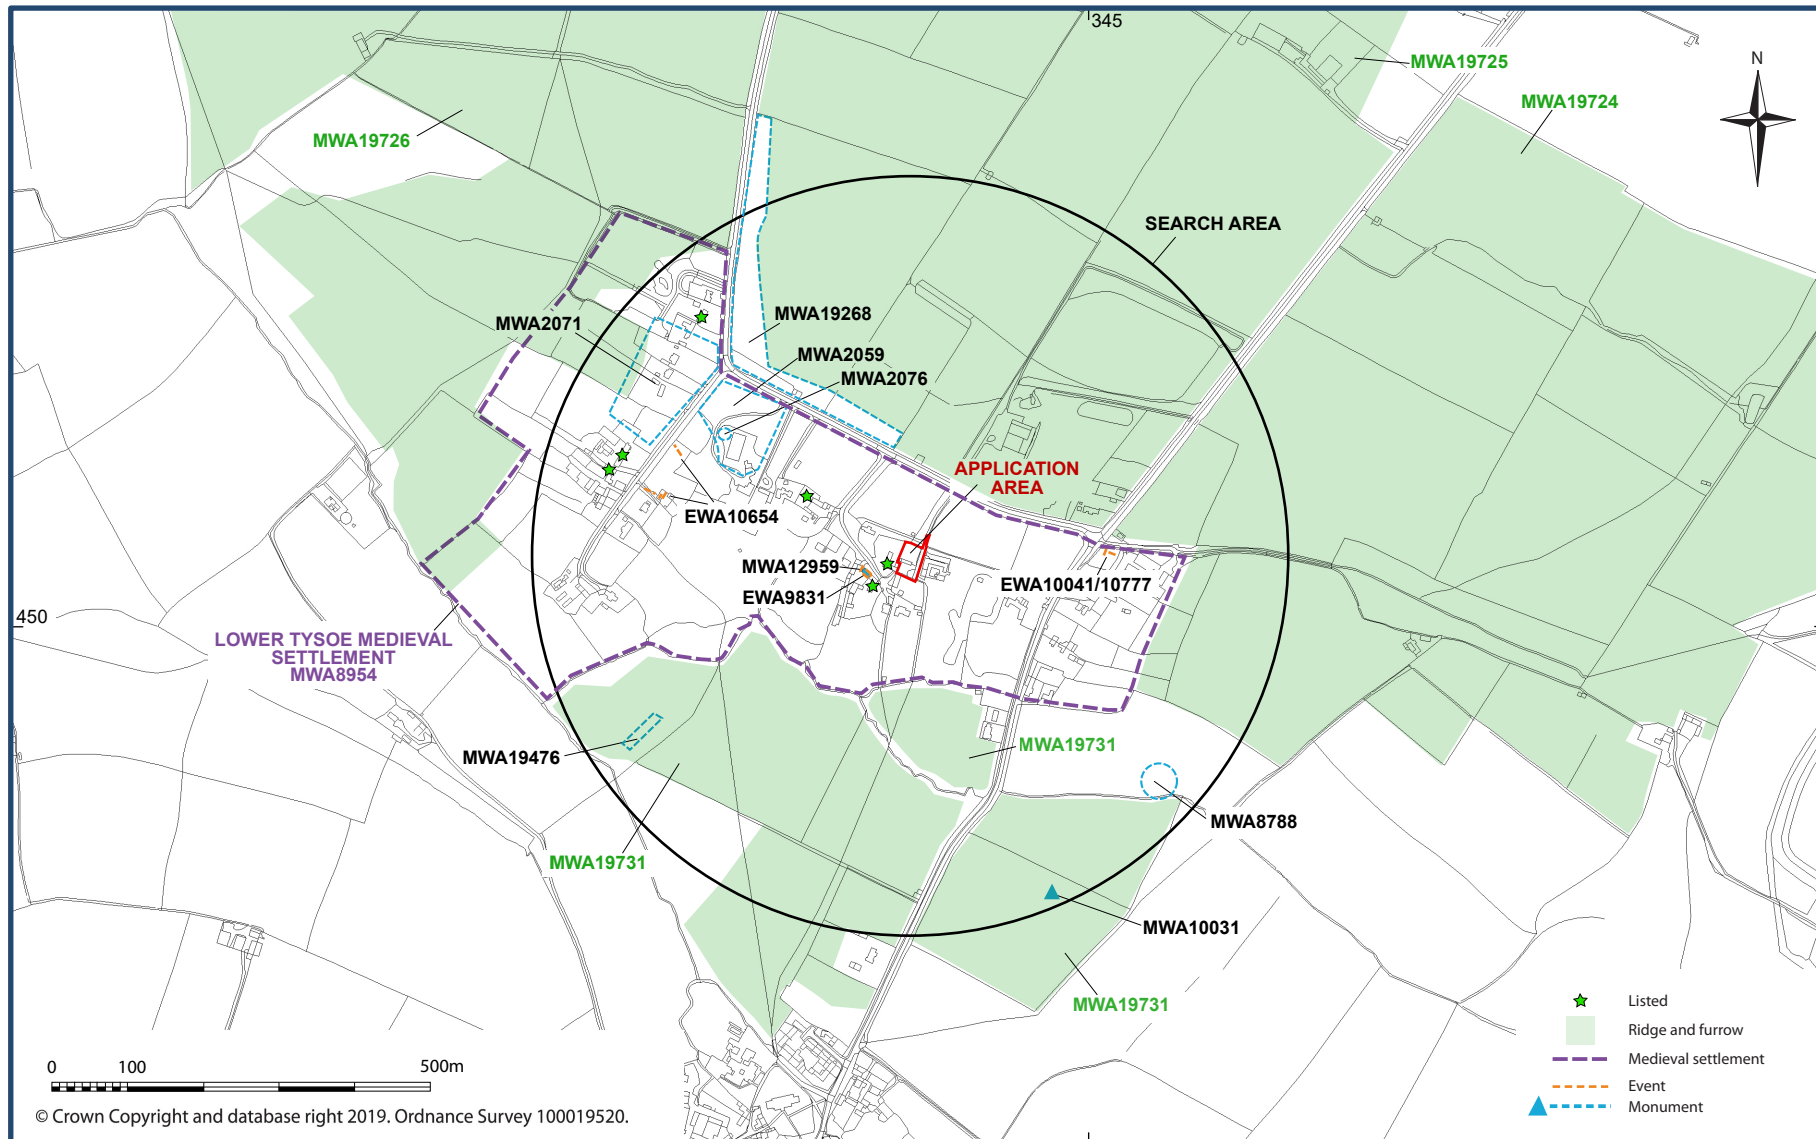 345
MWA19725
N
MWA19724
MWA19726
SEARCH AREA
MWA19268
MWA2071
MWA2059
MWA2076
APPLICATION
AREA
EWA10654
MWA12959
EWA10041/10777
EWA9831
450
LOWER TYSOE MEDIEVAL
SETTLEMENT
MWA8954
MWA19731
MWA19476
MWA8788
MWA19731
MWA10031
MWA19731
Listed
Ridge and furrow
Medieval settlement
Event
Monument
0 100 500m
© Crown Copyright and database right 2019. Ordnance Survey 100019520.